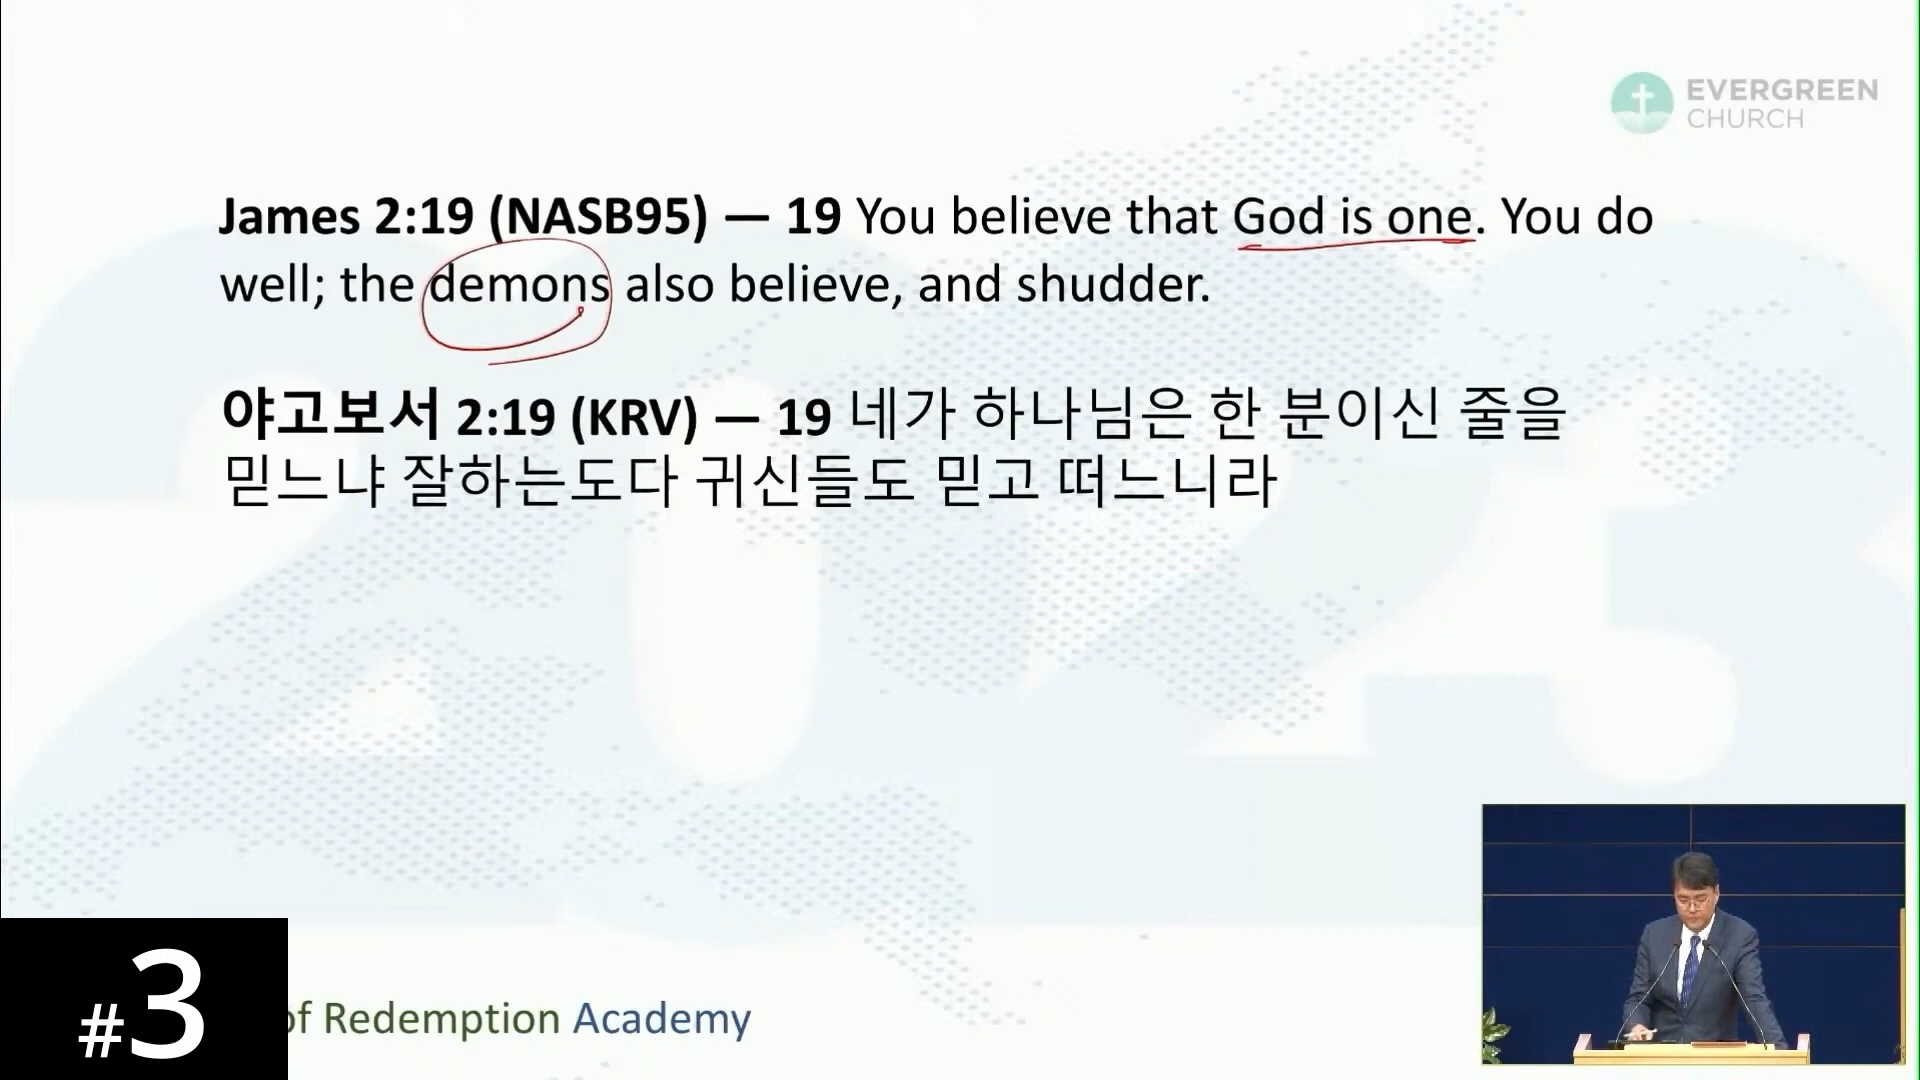 EVERGREEN
CHURCH
James 2:19 (NASB95) — 19 You believe that God is one. You do
well; the demons also believe, and shudder.
야고보서 2:19 (KRV) — 19 네가 하나님은 한 분이신 줄을
믿느냐 잘하는도다 귀신들도 믿고 떠느니라
of Redemption Academy
#3